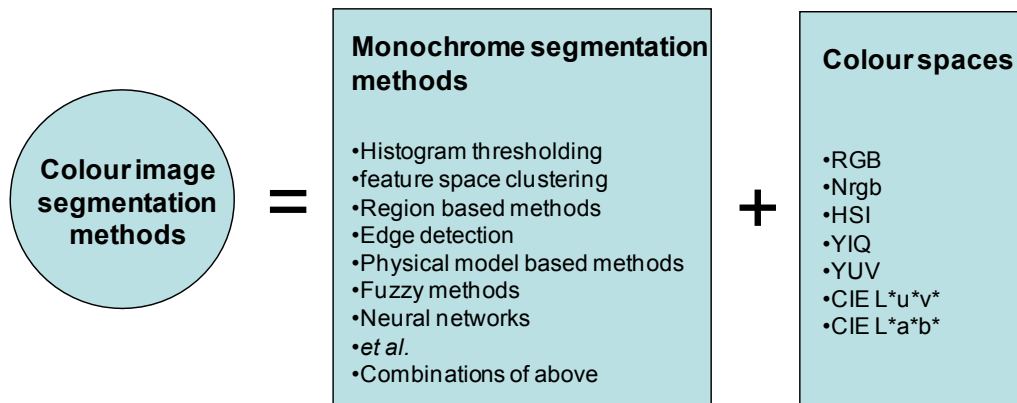 Colour image
segmentation
methods
=
Monochrome segmentation
methods
•Histogram thresholding
•feature space clustering
•Region based methods
•Edge detection
•Physical model based methods
•Fuzzy methods
•Neural networks
•et al.
•Combinations of above
+
Colour spaces
•RGB
•Nrgb
•HSI
•YIQ
•YUV
•CIE L*u*v*
•CIE L*a*b*